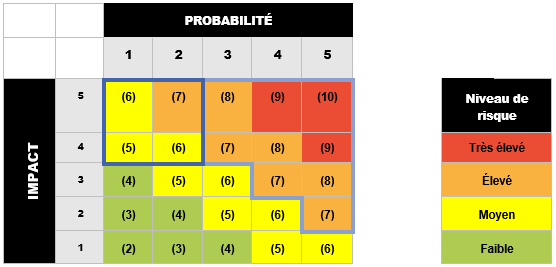 PROBABILITÉ
1 2 3 4 5
IMPACT
5 (6) (7) (8) (9) (10)
4 (5) (6) (7) (8) (9)
3 (4) (5) (6) (7) (8)
2 (3) (4) (5) (6) (7)
1 (2) (3) (4) (5) (6)
Niveau de
risque
Très élevé
Élevé
Moyen
Faible